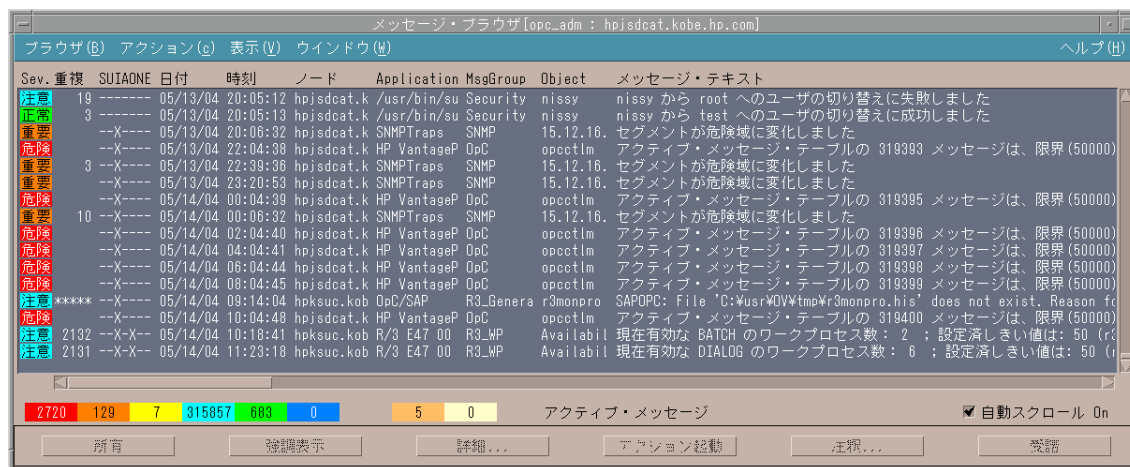 メッセージ・ブラウザ[opc_adm : hpjsdcat.kobe.hp.com]
ブラウザ(B) アクション(c) 表示(V) ウインドウ(W) ヘルプ(H)
Sev. 重複 SUIAONE 日付 時刻 ノード Application MsgGroup Object メッセージ・テキスト
注意 19 ------- 05/13/04 20:05:12 hpjsdcat.k /usr/bin/su Security nissy nissy から root へのユーザの切り替えに失敗しました
正常 3 ------- 05/13/04 20:05:13 hpjsdcat.k /usr/bin/su Security nissy nissy から test へのユーザの切り替えに成功しました
重要 --X---- 05/13/04 20:06:32 hpjsdcat.k SNMPTraps SNMP 15.12.16. セグメントが危険域に変化しました
危険 --X---- 05/13/04 22:04:38 hpjsdcat.k HP VantageP OpC opcctlm アクティブ・メッセージ・テーブルの 319393 メッセージは、限界(50000)
重要 3 --X---- 05/13/04 22:39:36 hpjsdcat.k SNMPTraps SNMP 15.12.16. セグメントが危険域に変化しました
重要 --X---- 05/13/04 23:20:53 hpjsdcat.k SNMPTraps SNMP 15.12.16. セグメントが危険域に変化しました
危険 --X---- 05/14/04 00:04:39 hpjsdcat.k HP VantageP OpC opcctlm アクティブ・メッセージ・テーブルの 319395 メッセージは、限界(50000)
重要 10 --X---- 05/14/04 00:06:32 hpjsdcat.k SNMPTraps SNMP 15.12.16. セグメントが危険域に変化しました
危険 --X---- 05/14/04 02:04:40 hpjsdcat.k HP VantageP OpC opcctlm アクティブ・メッセージ・テーブルの 319396 メッセージは、限界(50000)
危険 --X---- 05/14/04 04:04:41 hpjsdcat.k HP VantageP OpC opcctlm アクティブ・メッセージ・テーブルの 319397 メッセージは、限界(50000)
危険 --X---- 05/14/04 06:04:44 hpjsdcat.k HP VantageP OpC opcctlm アクティブ・メッセージ・テーブルの 319398 メッセージは、限界(50000)
危険 --X---- 05/14/04 08:04:45 hpjsdcat.k HP VantageP OpC opcctlm アクティブ・メッセージ・テーブルの 319399 メッセージは、限界(50000)
注意 ***** --X---- 05/14/04 09:14:04 hpksuc.kob OpC/SAP R3_Genera r3monpro SAPOPC: File 'C:¥usr¥OV¥tmp¥r3monpro.his' does not exist. Reason fo
危険 --X---- 05/14/04 10:04:48 hpjsdcat.k HP VantageP OpC opcctlm アクティブ・メッセージ・テーブルの 319400 メッセージは、限界(50000)
注意 2132 --X-X-- 05/14/04 10:18:41 hpksuc.kob R/3 E47 00 R3_WP Availabil 現在有効な BATCH のワークプロセス数： 2 ；設定済しきい値は: 50 (r3
注意 2131 --X-X-- 05/14/04 11:23:18 hpksuc.kob R/3 E47 00 R3_WP Availabil 現在有効な DIALOG のワークプロセス数： 6 ；設定済しきい値は: 50 (r
2720 129 7 315857 683 0 5 0 アクティブ・メッセージ 自動スクロール On
所有 強調表示 詳細... アクション起動 注釈... 受諾